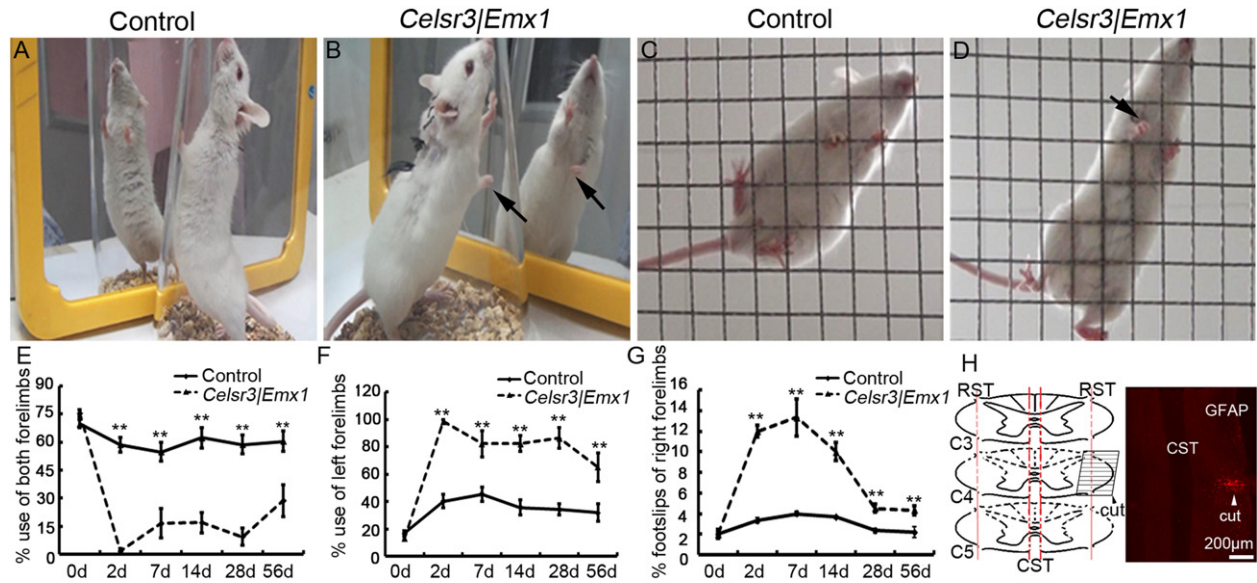 Control
Celsr3|Emx1
Control
Celsr3|Emx1
A
B
C
D
E
% use of both forelimbs
90
75
60
45
30
15
0
Control
Celsr3|Emx1
** ** ** ** **
0d 2d 7d 14d 28d 56d
F
% use of left forelimbs
120
100
80
60
40
20
0
Control
Celsr3|Emx1
** ** ** ** **
0d 2d 7d 14d 28d 56d
G
% footslips of right forelimbs
16
14
12
10
8
6
4
2
0
Control
Celsr3|Emx1
** ** ** ** **
0d 2d 7d 14d 28d 56d
H
RST RST
C3
C4
cut
C5
CST
GFAP
CST
cut
200μm